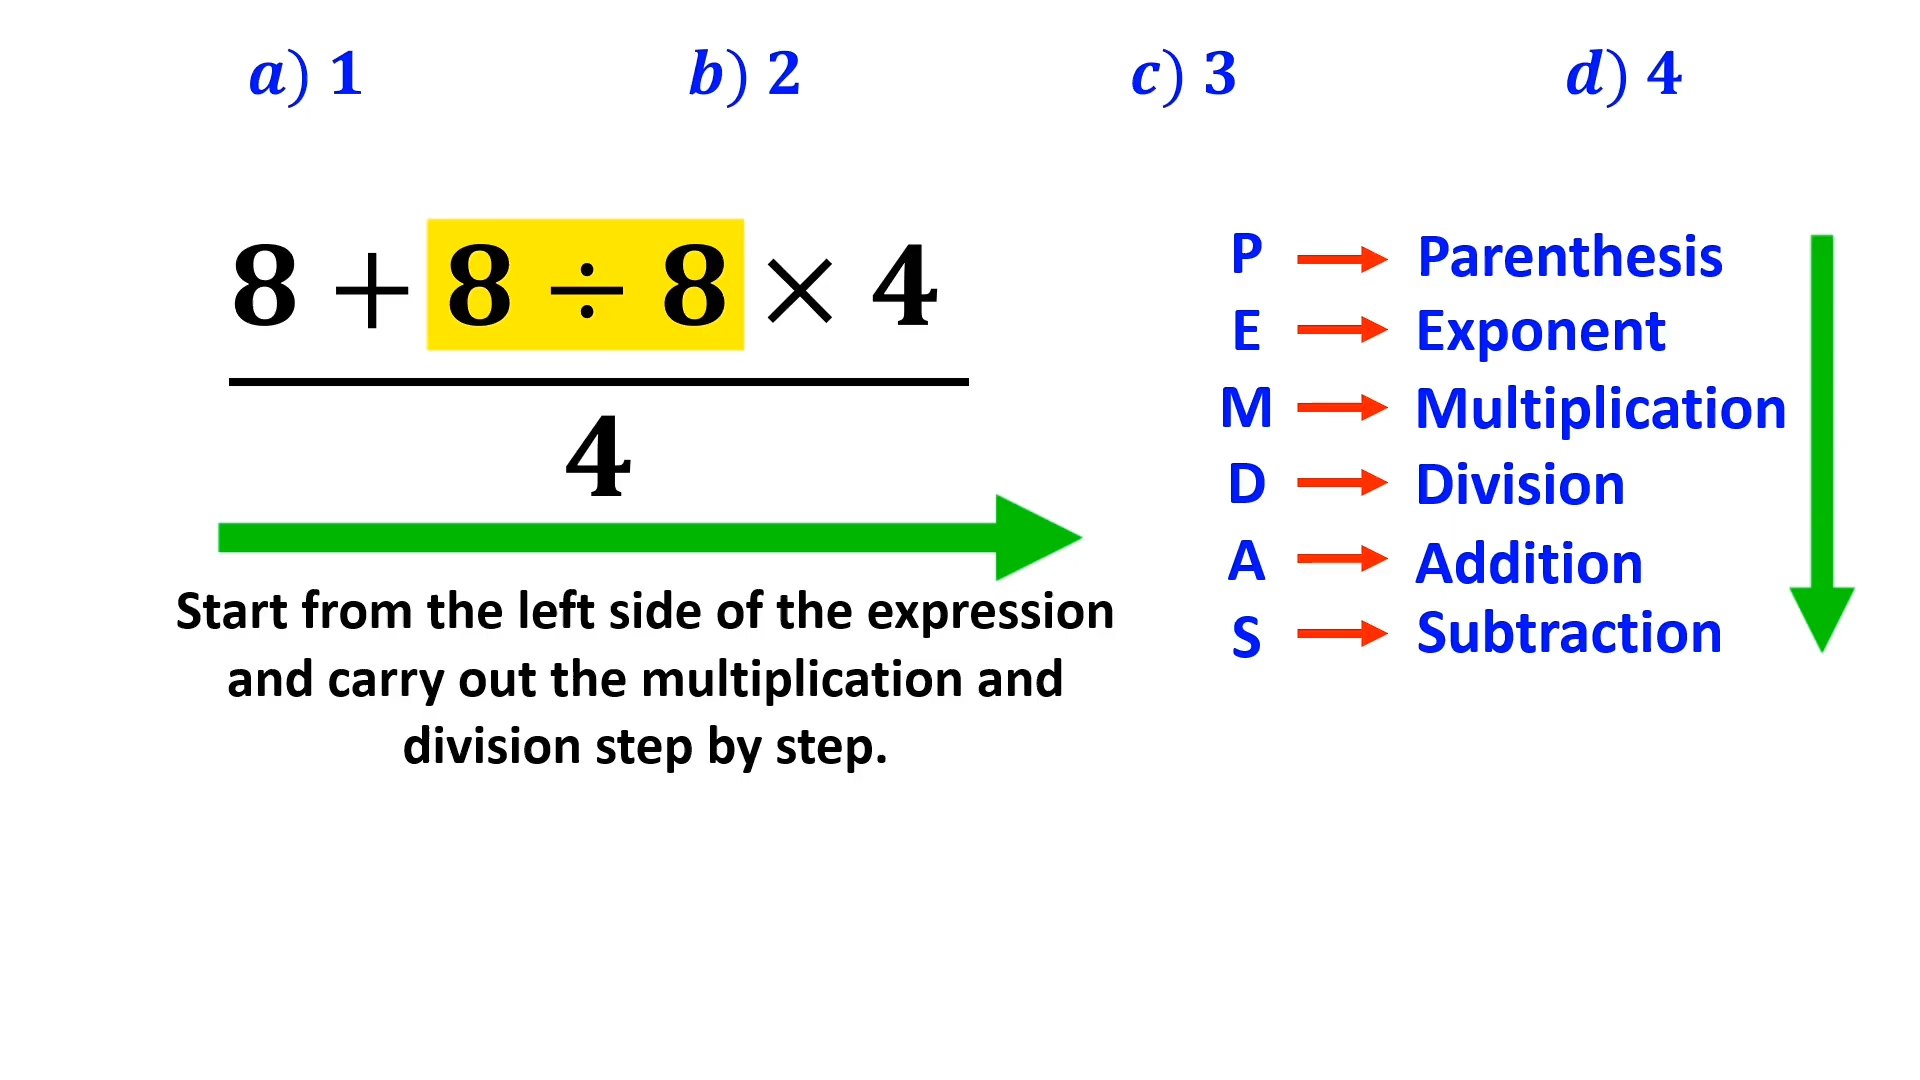 a) 1 b) 2 c) 3 d) 4
8 + 8 ÷ 8 × 4
4
Start from the left side of the expression
and carry out the multiplication and
division step by step.
P → Parenthesis
E → Exponent
M → Multiplication
D → Division
A → Addition
S → Subtraction